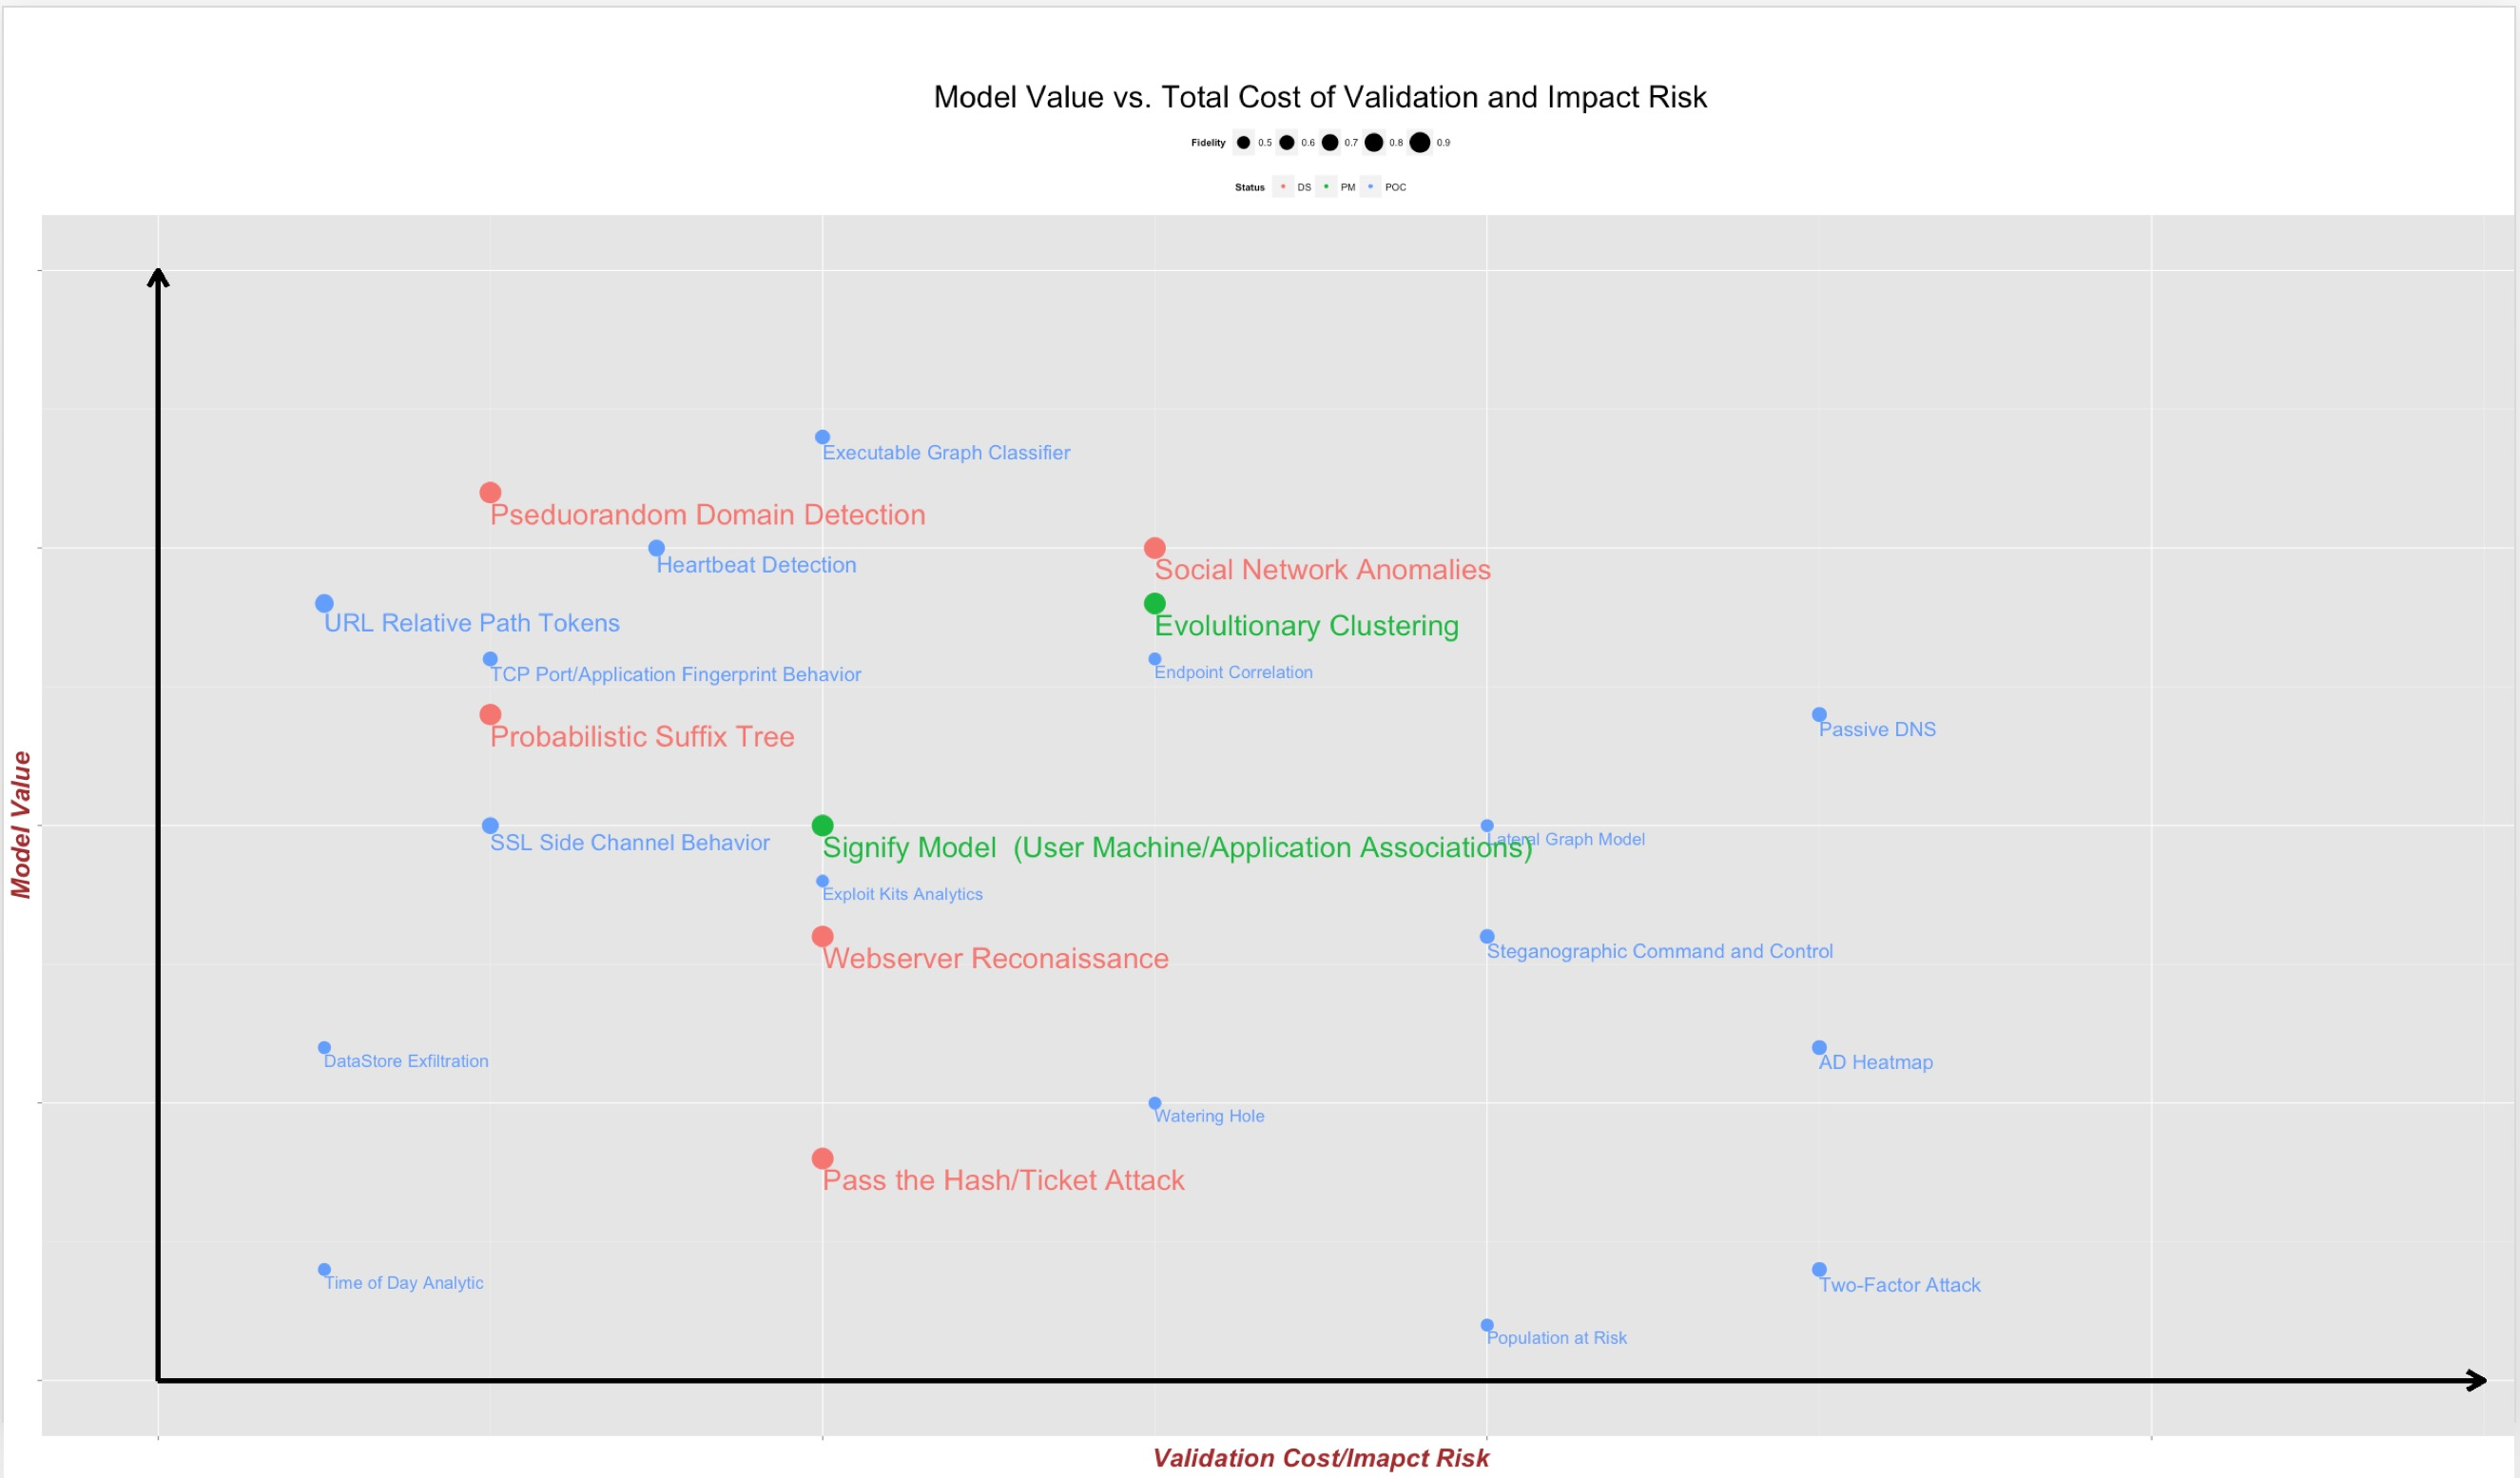 Model Value vs. Total Cost of Validation and Impact Risk
Fidelity 0.5 0.6 0.7 0.8 0.9
Status DS PM POC
Executable Graph Classifier
Pseduorandom Domain Detection
Heartbeat Detection
Social Network Anomalies
URL Relative Path Tokens
Evolultionary Clustering
TCP Port/Application Fingerprint Behavior
Endpoint Correlation
Probabilistic Suffix Tree
Passive DNS
Model Value
SSL Side Channel Behavior
Signify Model (User Machine/Application Associations)
Lateral Graph Model
Exploit Kits Analytics
Webserver Reconaissance
Steganographic Command and Control
DataStore Exfiltration
AD Heatmap
Watering Hole
Pass the Hash/Ticket Attack
Time of Day Analytic
Two-Factor Attack
Population at Risk
Validation Cost/Imapct Risk